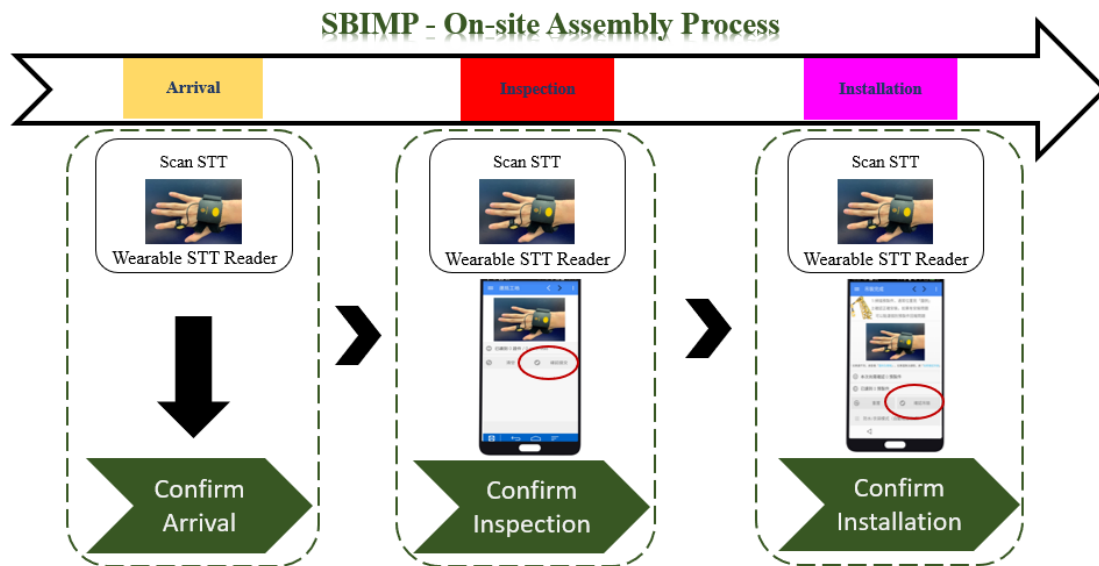 SBIMP - On-site Assembly Process
Arrival
Inspection
Installation
Scan STT
Wearable STT Reader
Confirm
Arrival
Scan STT
Wearable STT Reader
Confirm
Inspection
Scan STT
Wearable STT Reader
Confirm
Installation